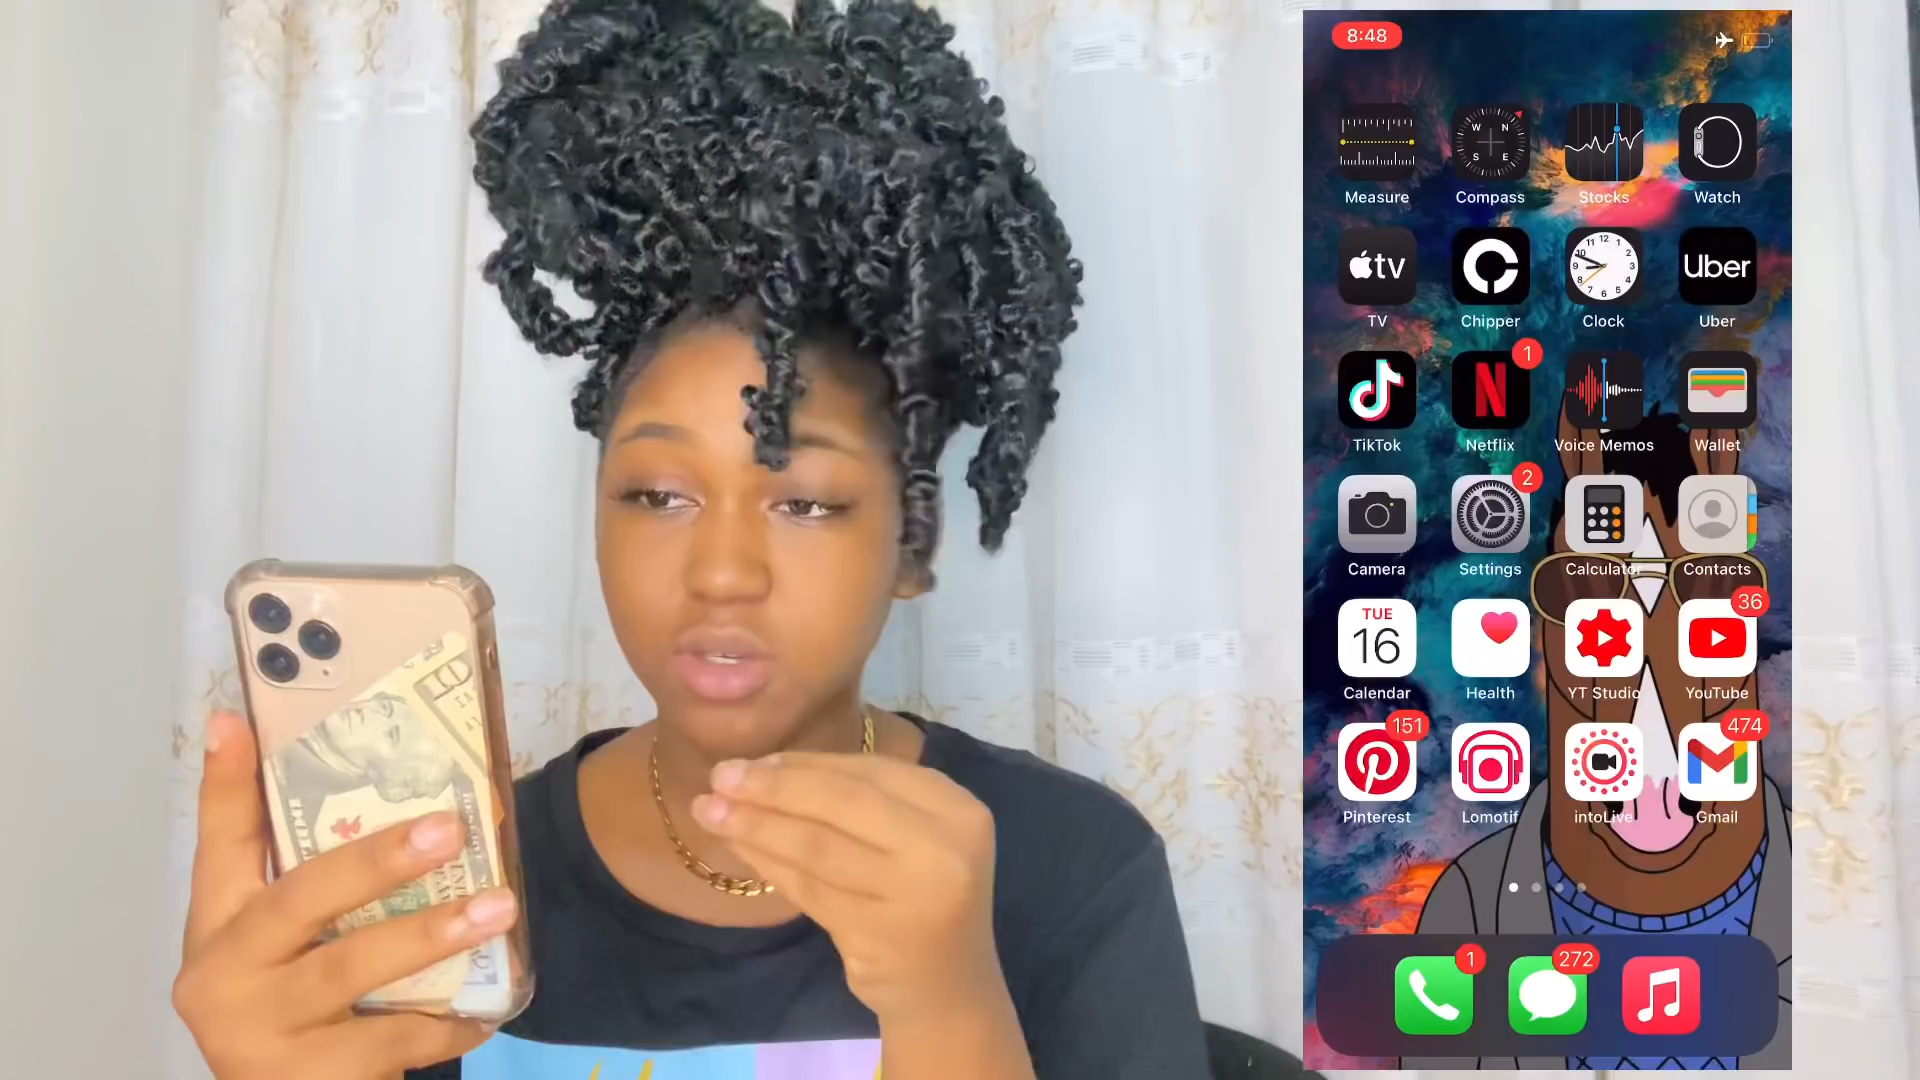 8:48
W N
S E
Measure Compass Stocks Watch
tv
Uber
TV Chipper Clock Uber
1
N
TikTok Netflix Voice Memos Wallet
2
Camera Settings Calculator Contacts
36
TUE
16
Calendar Health YT Studio YouTube
151 474
Pinterest Lomotif intoLive Gmail
1 272